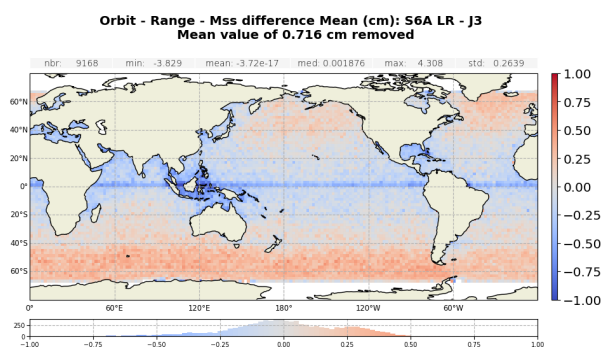 Orbit - Range - Mss difference Mean (cm): S6A LR - J3
Mean value of 0.716 cm removed
nbr: 9168 min: -3.829 mean: -3.72e-17 med: 0.001876 max: 4.308 std: 0.2639
1.00
0.75
0.50
0.25
0.00
−0.25
−0.50
−0.75
−1.00
60°N
40°N
20°N
0°
20°S
40°S
60°S
0° 60°E 120°E 180° 120°W 60°W
250
0
−1.00 −0.75 −0.50 −0.25 0.00 0.25 0.50 0.75 1.00